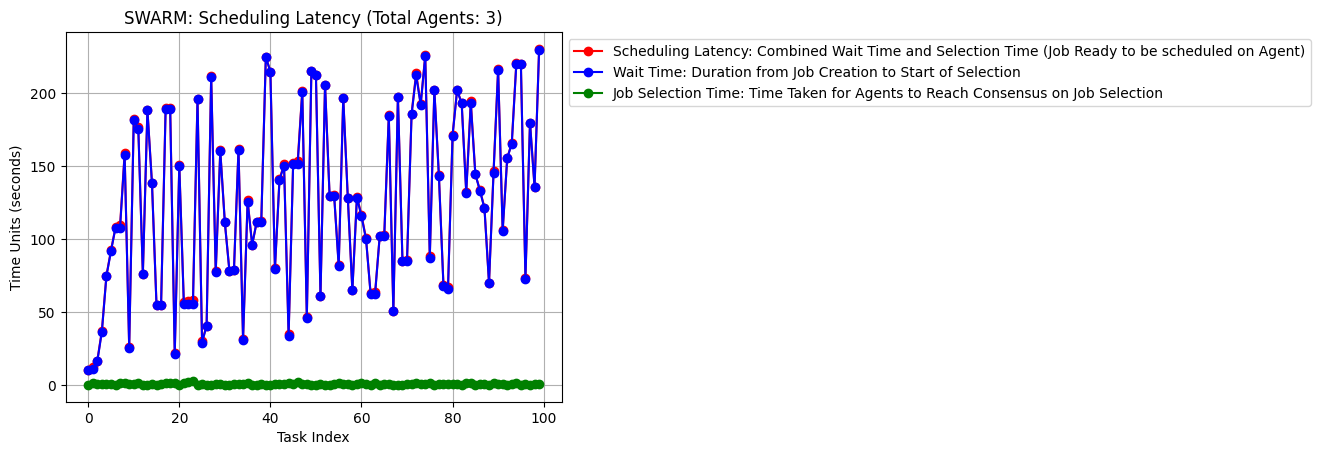 SWARM: Scheduling Latency (Total Agents: 3)
Scheduling Latency: Combined Wait Time and Selection Time (Job Ready to be scheduled on Agent)
Wait Time: Duration from Job Creation to Start of Selection
Job Selection Time: Time Taken for Agents to Reach Consensus on Job Selection
Time Units (seconds)
200
150
100
50
0
0 20 40 60 80 100
Task Index